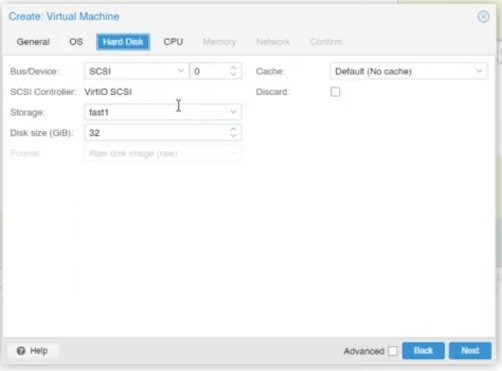 Create: Virtual Machine
General OS Hard Disk CPU Memory Network Confirm
Bus/Device: SCSI 0 Cache: Default (No cache)
SCSI Controller: VirtIO SCSI Discard:
Storage: fast1
Disk size (GiB): 32
Format: Raw disk image (raw)
Help Advanced Back Next